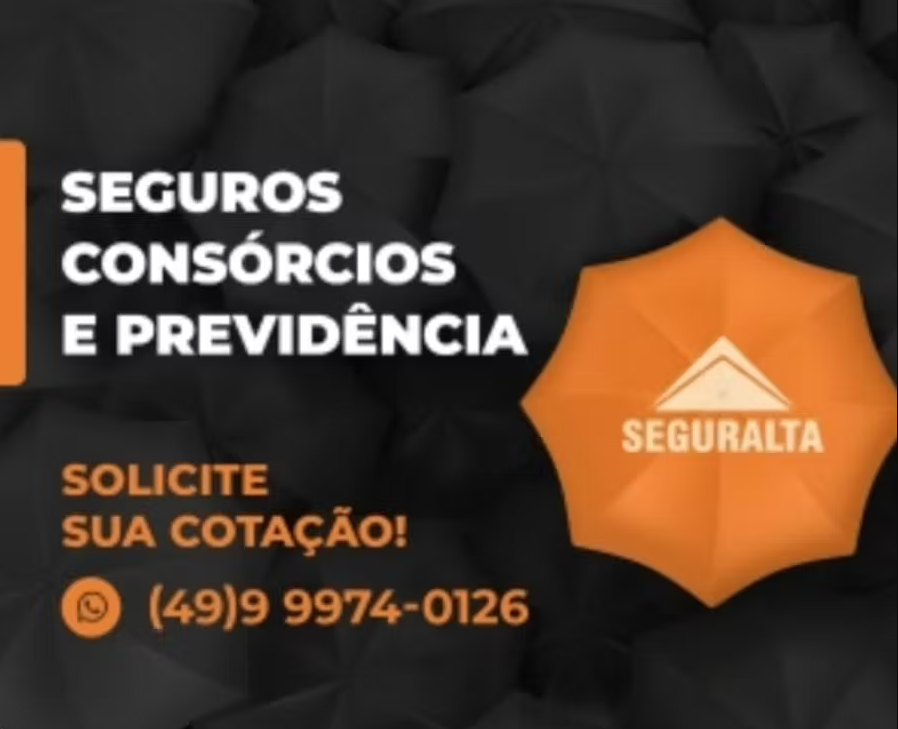 SEGUROS
CONSÓRCIOS
E PREVIDÊNCIA
SEGURALTA
SOLICITE
SUA COTAÇÃO!
(49)9 9974-0126